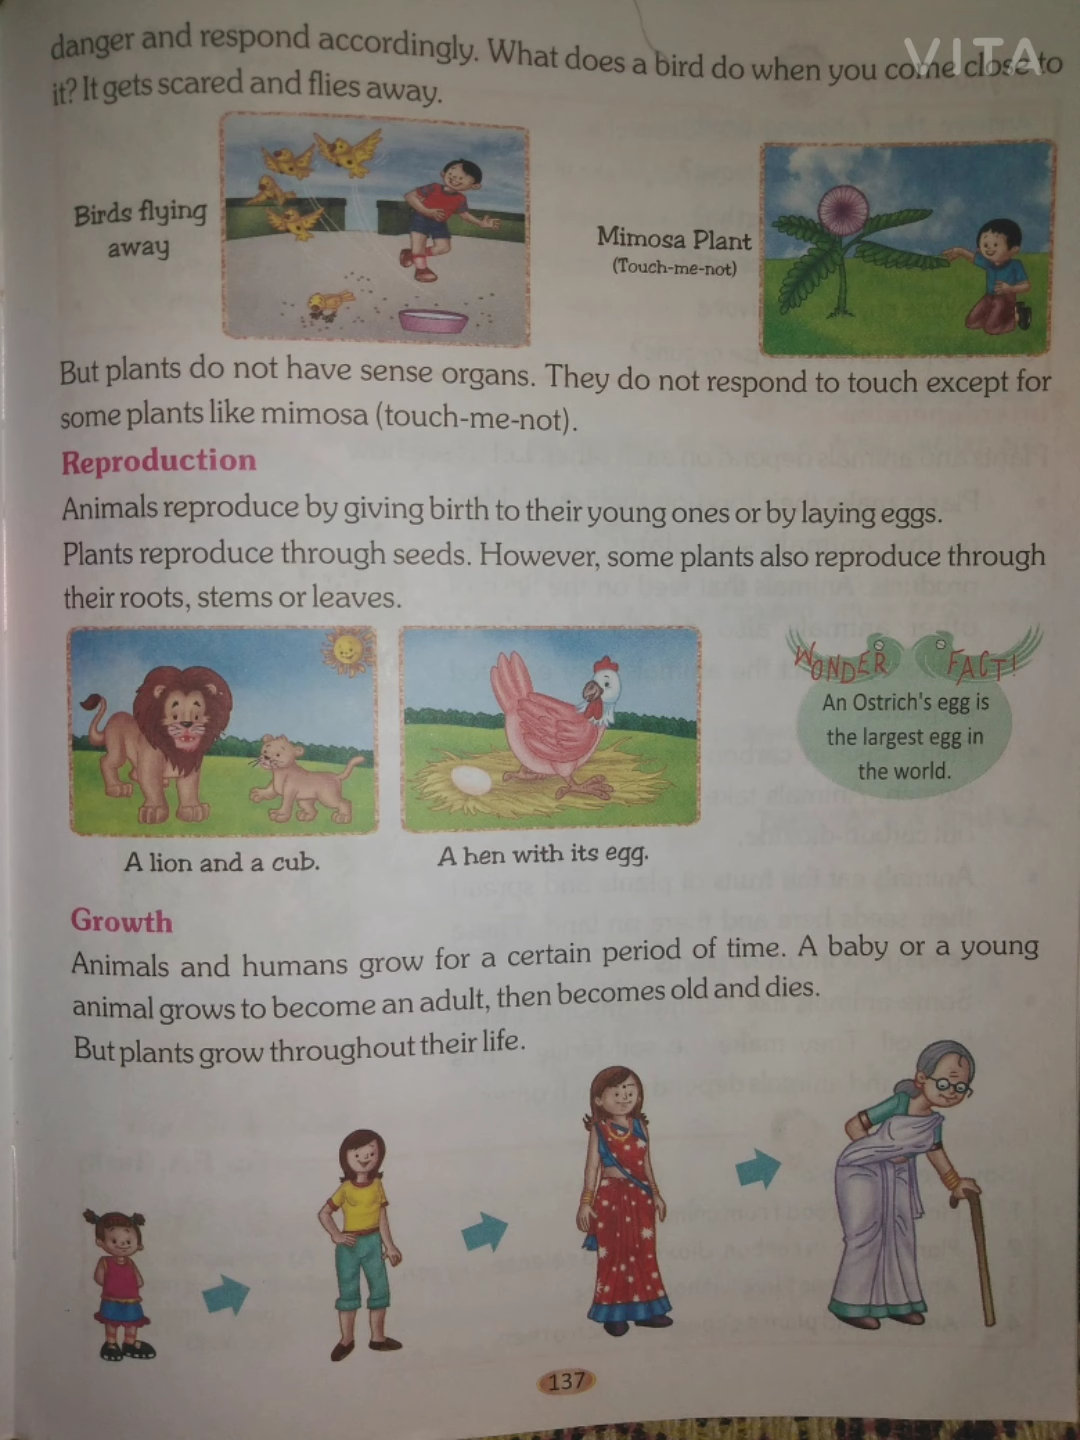 danger and respond accordingly. What does a bird do when you come close to
it? It gets scared and flies away.
VITA
Birds flying
away
Mimosa Plant
(Touch-me-not)
But plants do not have sense organs. They do not respond to touch except for
some plants like mimosa (touch-me-not).
Reproduction
Animals reproduce by giving birth to their young ones or by laying eggs.
Plants reproduce through seeds. However, some plants also reproduce through
their roots, stems or leaves.
WONDER FACT!
An Ostrich's egg is
the largest egg in
the world.
A lion and a cub.
A hen with its egg.
Growth
Animals and humans grow for a certain period of time. A baby or a young
animal grows to become an adult, then becomes old and dies.
But plants grow throughout their life.
137